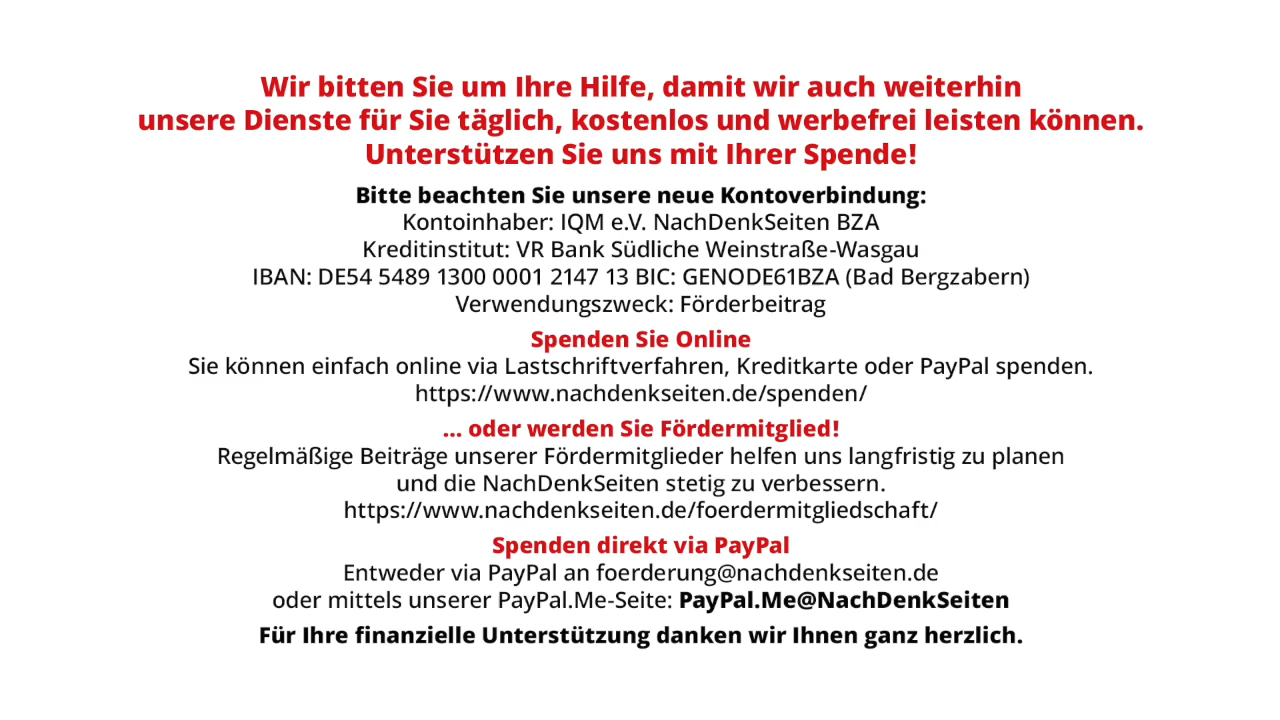 Wir bitten Sie um Ihre Hilfe, damit wir auch weiterhin
unsere Dienste für Sie täglich, kostenlos und werbefrei leisten können.
Unterstützen Sie uns mit Ihrer Spende!
Bitte beachten Sie unsere neue Kontoverbindung:
Kontoinhaber: IQM e.V. NachDenkSeiten BZA
Kreditinstitut: VR Bank Südliche Weinstraße-Wasgau
IBAN: DE54 5489 1300 0001 2147 13 BIC: GENODE61BZA (Bad Bergzabern)
Verwendungszweck: Förderbeitrag
Spenden Sie Online
Sie können einfach online via Lastschriftverfahren, Kreditkarte oder PayPal spenden.
https://www.nachdenkseiten.de/spenden/
... oder werden Sie Fördermitglied!
Regelmäßige Beiträge unserer Fördermitglieder helfen uns langfristig zu planen
und die NachDenkSeiten stetig zu verbessern.
https://www.nachdenkseiten.de/foerdermitgliedschaft/
Spenden direkt via PayPal
Entweder via PayPal an foerderung@nachdenkseiten.de
oder mittels unserer PayPal.Me-Seite: PayPal.Me@NachDenkSeiten
Für Ihre finanzielle Unterstützung danken wir Ihnen ganz herzlich.